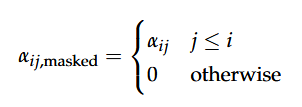 α_{ij,masked} = { α_{ij}  j ≤ i
0  otherwise